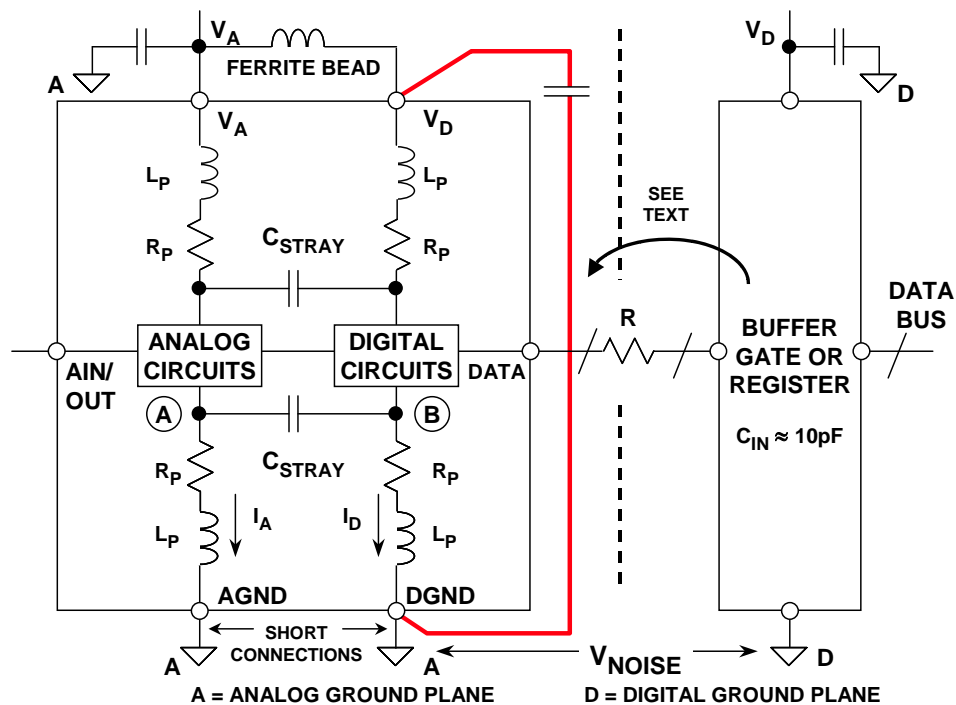 VA
VD
FERRITE BEAD
A
D
VA
VD
LP
LP
SEE
TEXT
RP
CSTRAY
RP
R
DATA
BUS
ANALOG
CIRCUITS
DIGITAL
CIRCUITS
DATA
BUFFER
GATE OR
REGISTER
CIN ≈ 10pF
AIN/
OUT
A
B
CSTRAY
RP
RP
IA
ID
LP
LP
AGND
DGND
SHORT
CONNECTIONS
A
A
VNOISE
D
A = ANALOG GROUND PLANE
D = DIGITAL GROUND PLANE